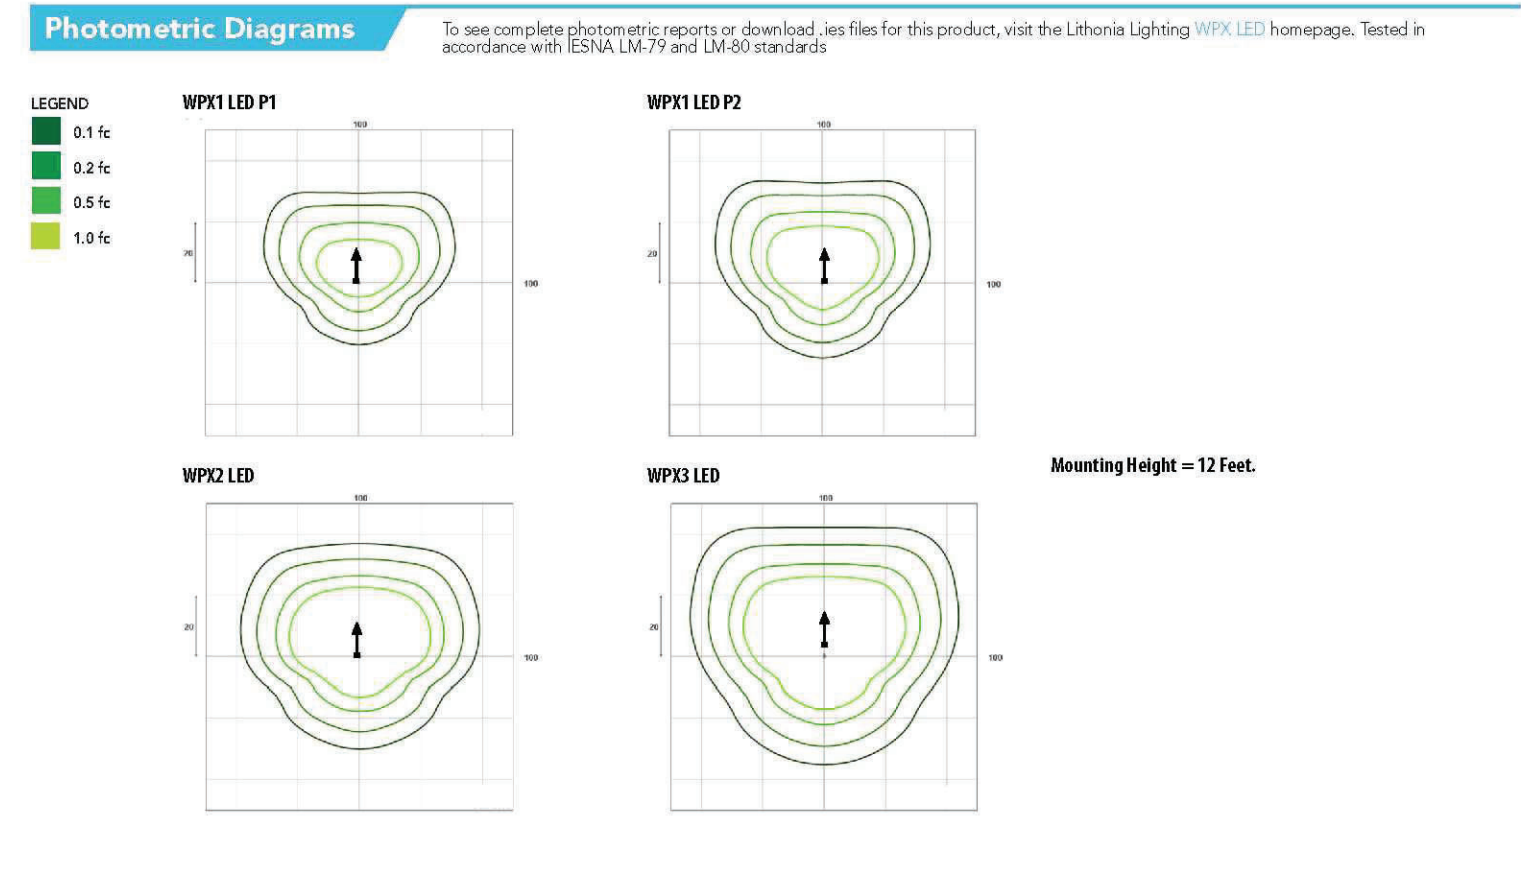 Photometric Diagrams
To see complete photometric reports or download .ies files for this product, visit the Lithonia Lighting WPX LED homepage. Tested in
accordance with IESNA LM-79 and LM-80 standards
LEGEND
0.1 fc
0.2 fc
0.5 fc
1.0 fc
WPX1 LED P1
100
20
100
WPX1 LED P2
100
20
100
WPX2 LED
100
20
100
WPX3 LED
100
20
100
Mounting Height = 12 Feet.